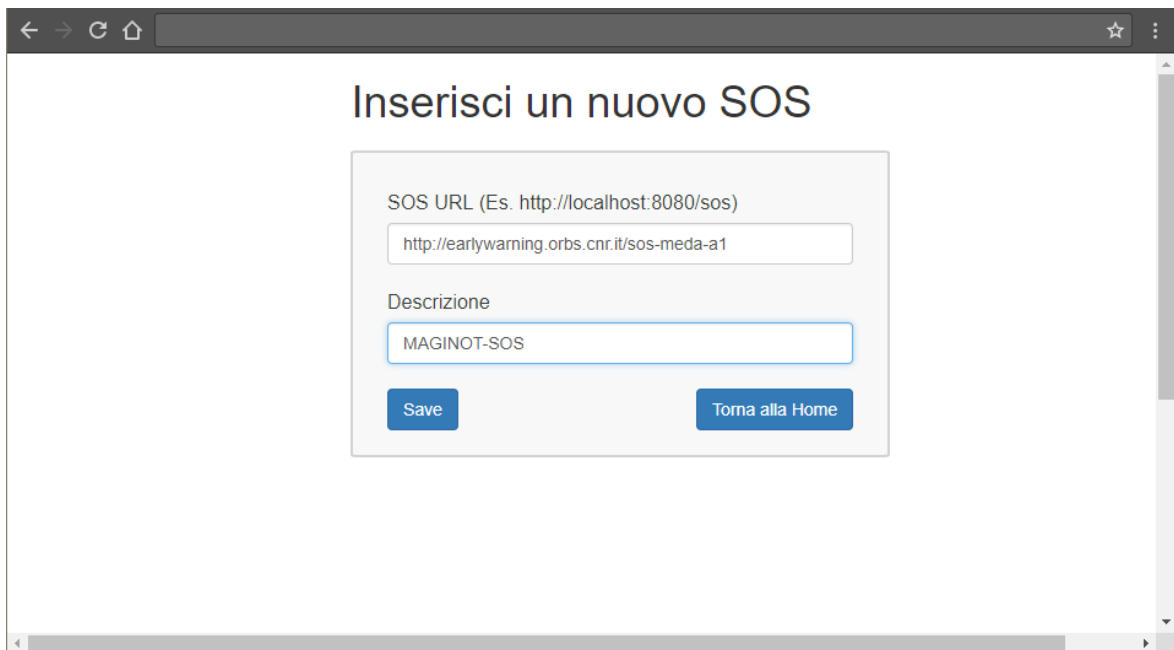 Inserisci un nuovo SOS
SOS URL (Es. http://localhost:8080/sos)
http://earlywarning.orbs.cnr.it/sos-meda-a1
Descrizione
MAGINOT-SOS
Save Torna alla Home